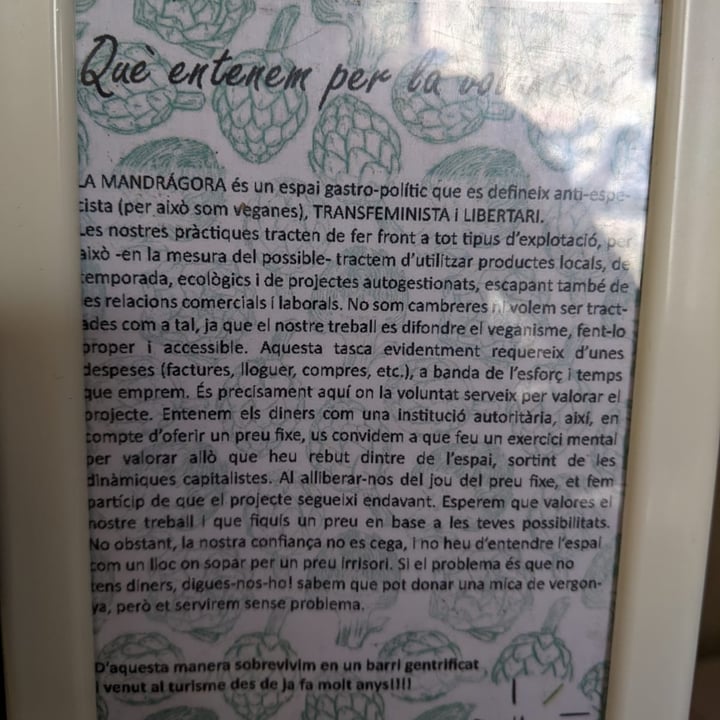 Què entenem per la
LA MANDRÁGORA és un espai gastro-polític que es defineix anti-espe-
cista (per això som veganes), TRANSFEMINISTA i LIBERTARI.
Les nostres pràctiques tracten de fer front a tot tipus d'explotació, per
això -en la mesura del possible- tractem d'utilitzar productes locals, de
temporada, ecològics i de projectes autogestionats, escapant també de
les relacions comercials i laborals. No som cambreres ni volem ser tract-
ades com a tal, ja que el nostre treball es difondre el veganisme, fent-lo
proper i accessible. Aquesta tasca evidentment requereix d'unes
despeses (factures, lloguer, compres, etc.), a banda de l'esforç i temps
que emprem. És precisament aquí on la voluntat serveix per valorar el
projecte. Entenem els diners com una institució autoritària, així, en
compte d'oferir un preu fixe, us convidem a que feu un exercici mental
per valorar allò que heu rebut dintre de l'espai, sortint de les
dinàmiques capitalistes. Al alliberar-nos del jou del preu fixe, et fem
partícip de que el projecte segueixi endavant. Esperem que valores el
nostre treball i que fiquis un preu en base a les teves possibilitats.
No obstant, la nostra confiança no es cega, i no heu d'entendre l'espai
com un lloc on sopar per un preu irrisori. Si el problema és que no
tens diners, digues-nos-ho! sabem que pot donar una mica de vergon-
ya, però et servirem sense problema.
D'aquesta manera sobrevivim en un barri gentrificat
i venut al turisme des de ja fa molt anys!!!!